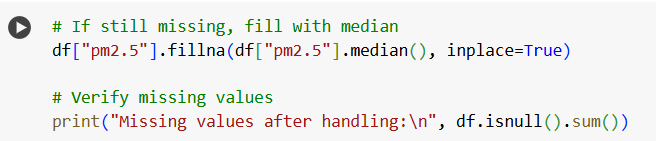 # If still missing, fill with median
df["pm2.5"].fillna(df["pm2.5"].median(), inplace=True)
# Verify missing values
print("Missing values after handling:\n", df.isnull().sum())